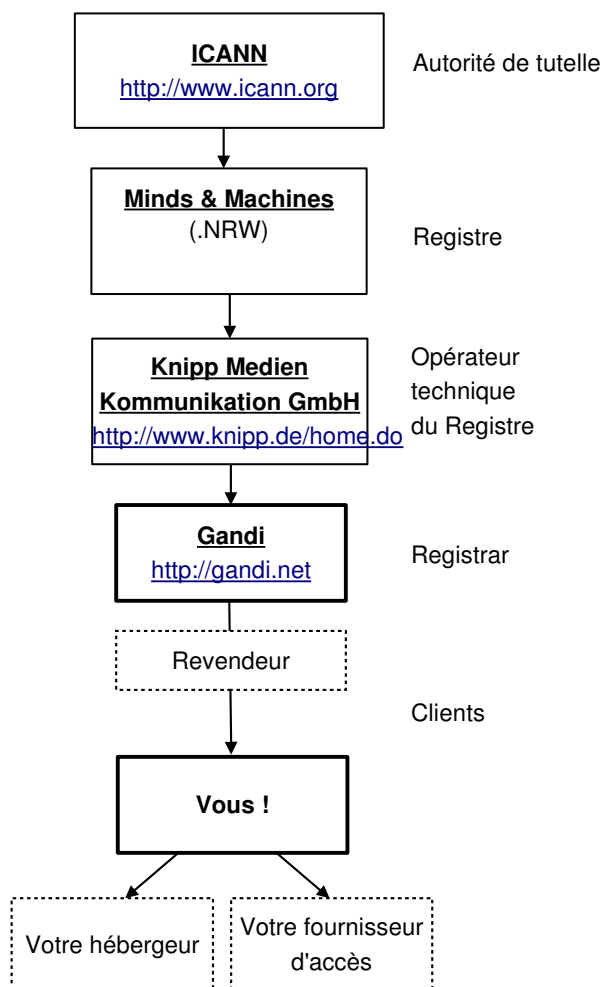 ICANN
http://www.icann.org
Autorité de tutelle
Minds & Machines
(.NRW)
Registre
Knipp Medien
Kommunikation GmbH
http://www.knipp.de/home.do
Opérateur
technique
du Registre
Gandi
http://gandi.net
Registrar
Revendeur
Clients
Vous !
Votre hébergeur
Votre fournisseur
d'accès